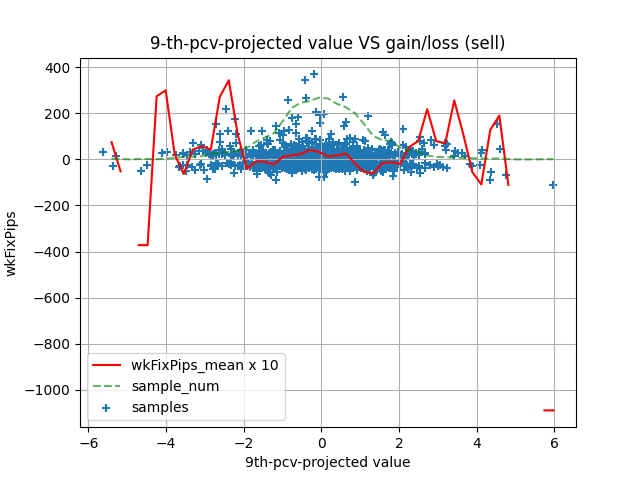 9-th-pcv-projected value VS gain/loss (sell)
400
200
0
−200
−400
−600
−800
−1000
wkFixPips
wkFixPips_mean x 10
sample_num
samples
−6
−4
−2
0
2
4
6
9th-pcv-projected value